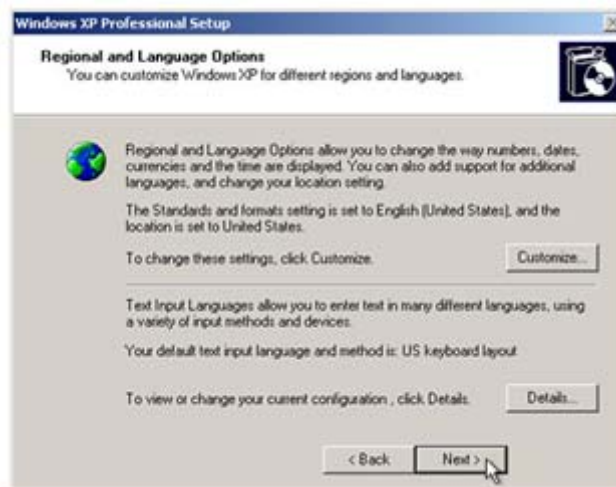 Windows XP Professional Setup
Regional and Language Options
You can customize Windows XP for different regions and languages.
Regional and Language Options allow you to change the way numbers, dates,
currencies and the time are displayed. You can also add support for additional
languages, and change your location setting.
The Standards and formats setting is set to English (United States), and the
location is set to United States.
To change these settings, click Customize.
Customize...
Text Input Languages allow you to enter text in many different languages, using
a variety of input methods and devices.
Your default text input language and method is: US keyboard layout
To view or change your current configuration , click Details.
Details...
< Back
Next >